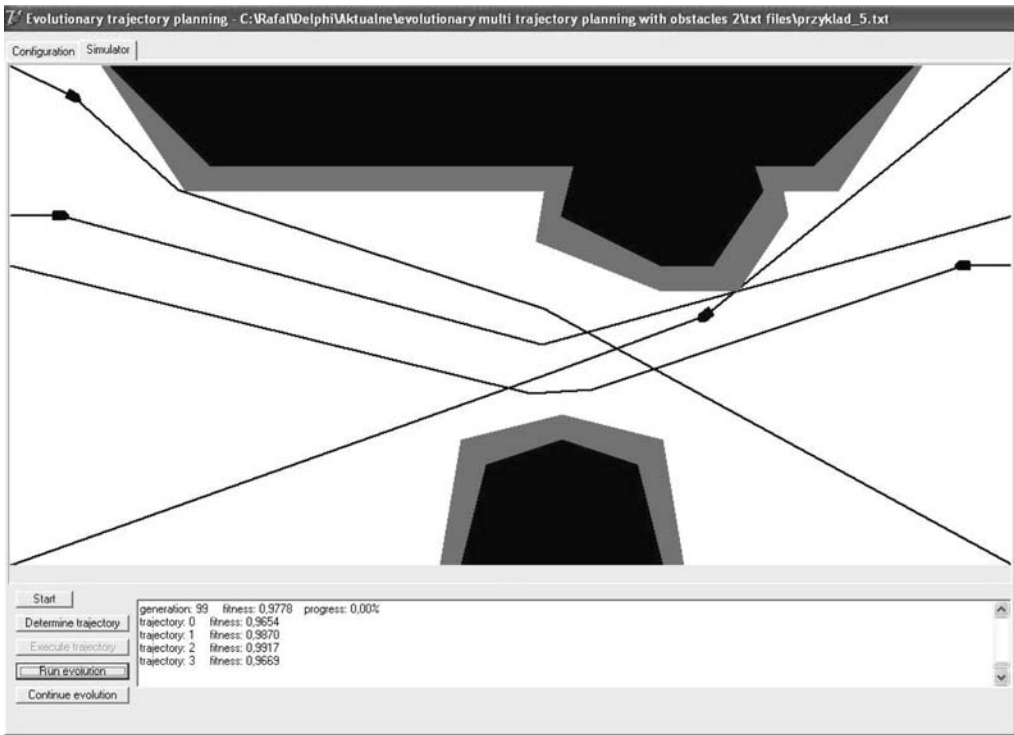 Evolutionary trajectory planning - C:\Rafał\Delphi\Aktualne\evolutionary multi trajectory planning with obstacles 2\txt files\przyklad_5.txt
Configuration Simulator
Start
Determine trajectory
Execute trajectory
Run evolution
Continue evolution
generation: 99 fitness: 0,9778 progress: 0,00%
trajectory: 0 fitness: 0,9654
trajectory: 1 fitness: 0,9870
trajectory: 2 fitness: 0,9917
trajectory: 3 fitness: 0,9669